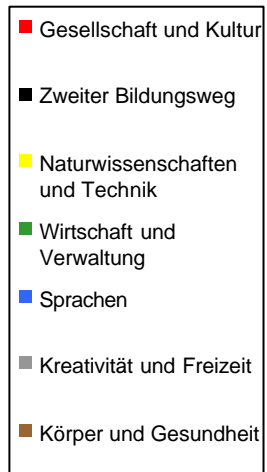 Gesellschaft und Kultur
Zweiter Bildungsweg
Naturwissenschaften
und Technik
Wirtschaft und
Verwaltung
Sprachen
Kreativität und Freizeit
Körper und Gesundheit